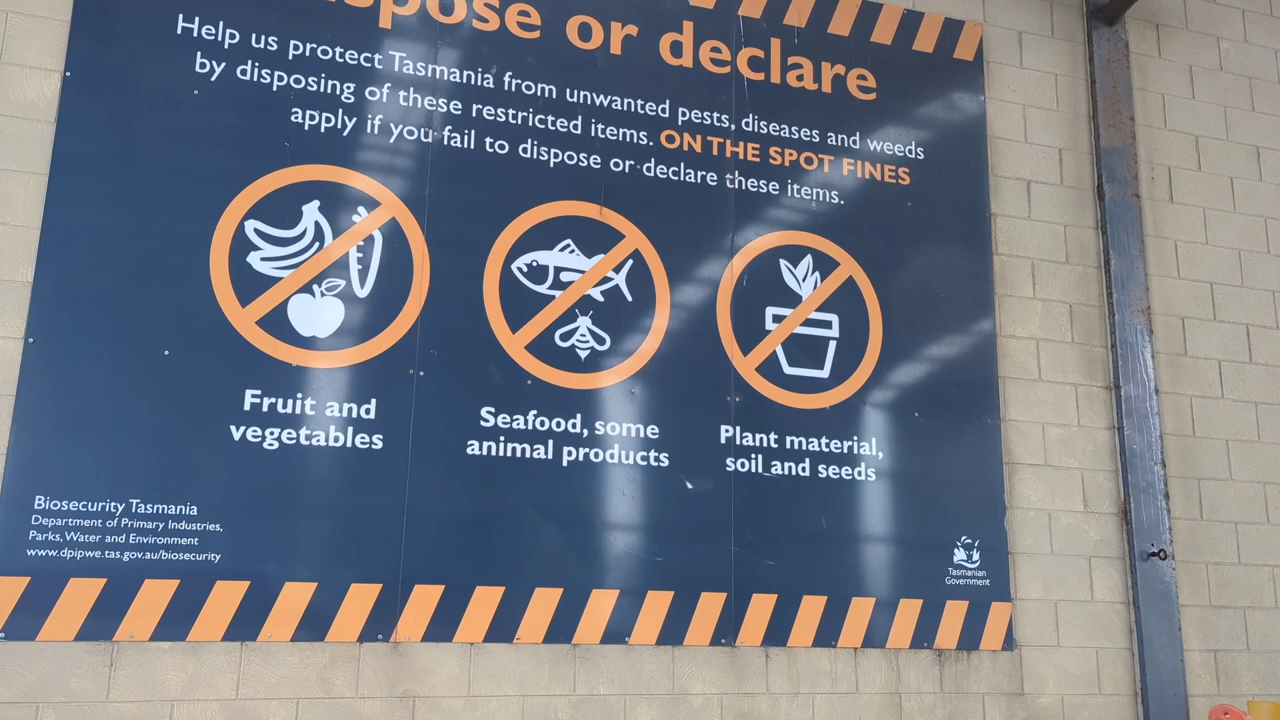 Dispose or declare
Help us protect Tasmania from unwanted pests, diseases and weeds
by disposing of these restricted items. ON THE SPOT FINES
apply if you fail to dispose or declare these items.
Fruit and
vegetables
Seafood, some
animal products
Plant material,
soil and seeds
Biosecurity Tasmania
Department of Primary Industries,
Parks, Water and Environment
www.dpipwe.tas.gov.au/biosecurity
Tasmanian
Government